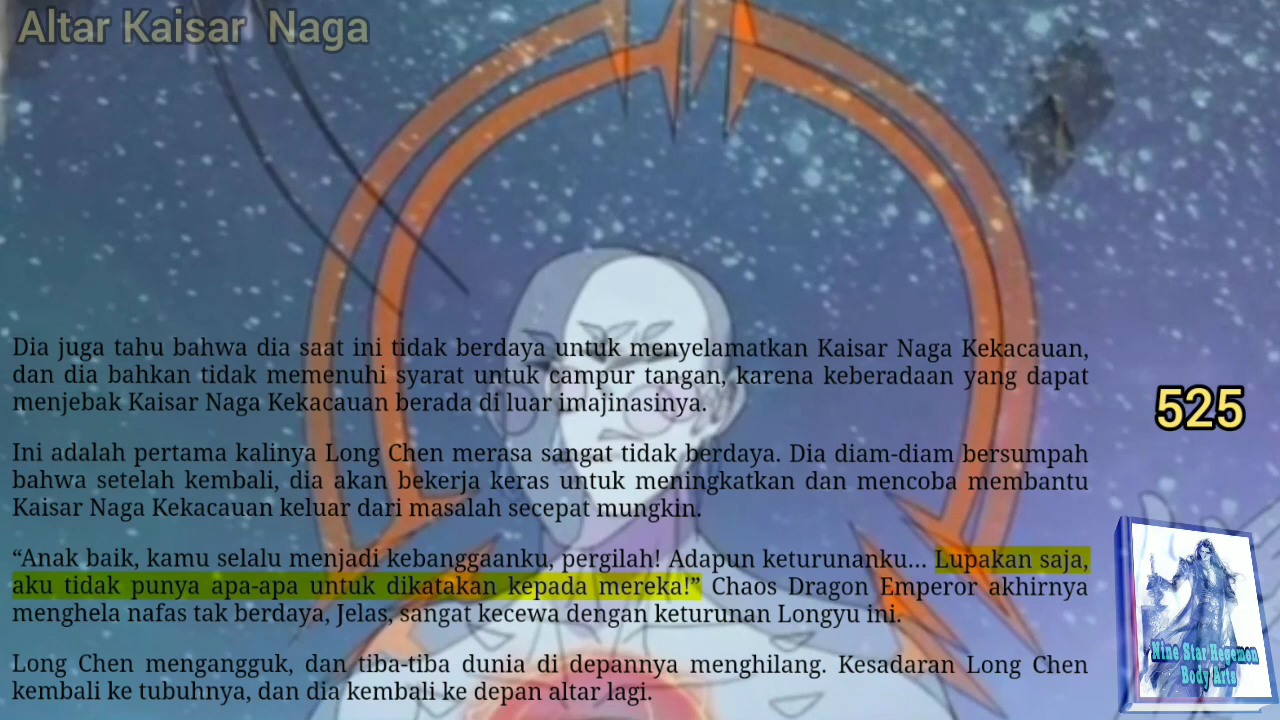 Altar Kaisar Naga
Dia juga tahu bahwa dia saat ini tidak berdaya untuk menyelamatkan Kaisar Naga Kekacauan,
dan dia bahkan tidak memenuhi syarat untuk campur tangan, karena keberadaan yang dapat
menjebak Kaisar Naga Kekacauan berada di luar imajinasinya.
525
Ini adalah pertama kalinya Long Chen merasa sangat tidak berdaya. Dia diam-diam bersumpah
bahwa setelah kembali, dia akan bekerja keras untuk meningkatkan dan mencoba membantu
Kaisar Naga Kekacauan keluar dari masalah secepat mungkin.
“Anak baik, kamu selalu menjadi kebanggaanku, pergilah! Adapun keturunanku... Lupakan saja,
aku tidak punya apa-apa untuk dikatakan kepada mereka!” Chaos Dragon Emperor akhirnya
menghela nafas tak berdaya, Jelas, sangat kecewa dengan keturunan Longyu ini.
Long Chen mengangguk, dan tiba-tiba dunia di depannya menghilang. Kesadaran Long Chen
kembali ke tubuhnya, dan dia kembali ke depan altar lagi.
Nine Star Hegemon
Body Arts